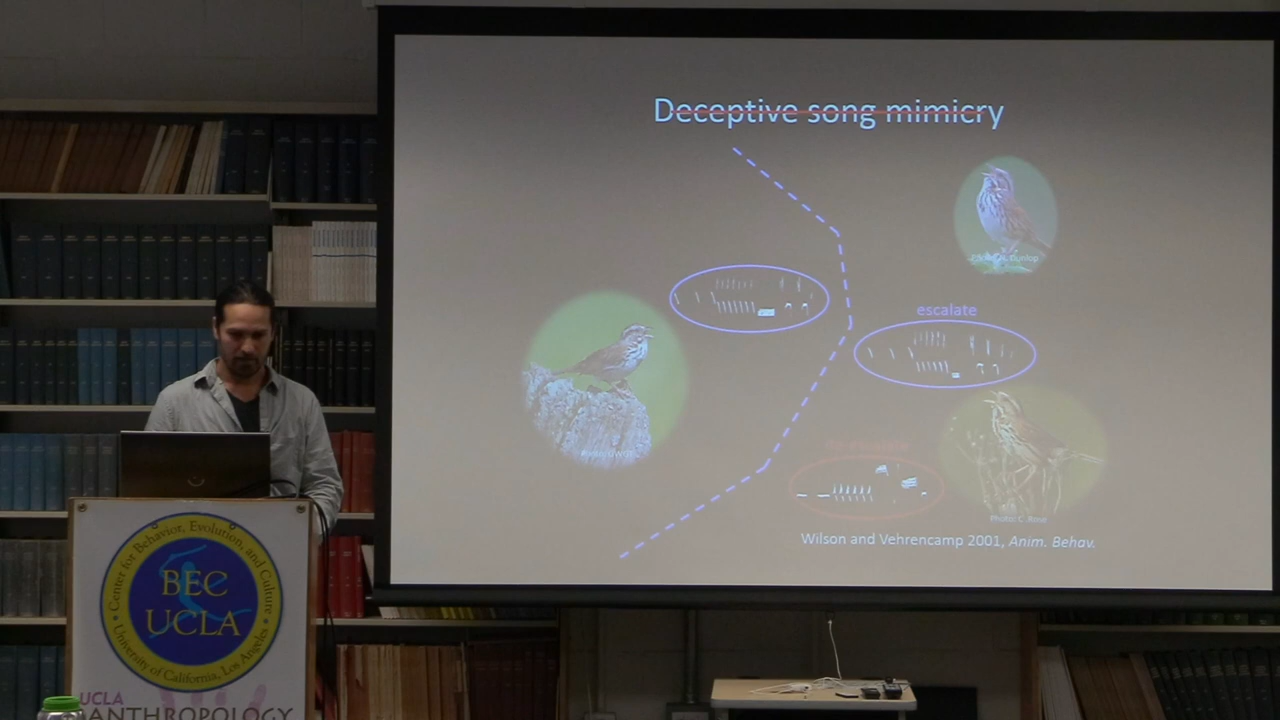 Deceptive song mimicry
escalate
Wilson and Vehrencamp 2001, Anim. Behav.
Center for Behavior, Evolution, and Culture
BEC
UCLA
University of California, Los Angeles
UCLA
ANTHROPOLOGY